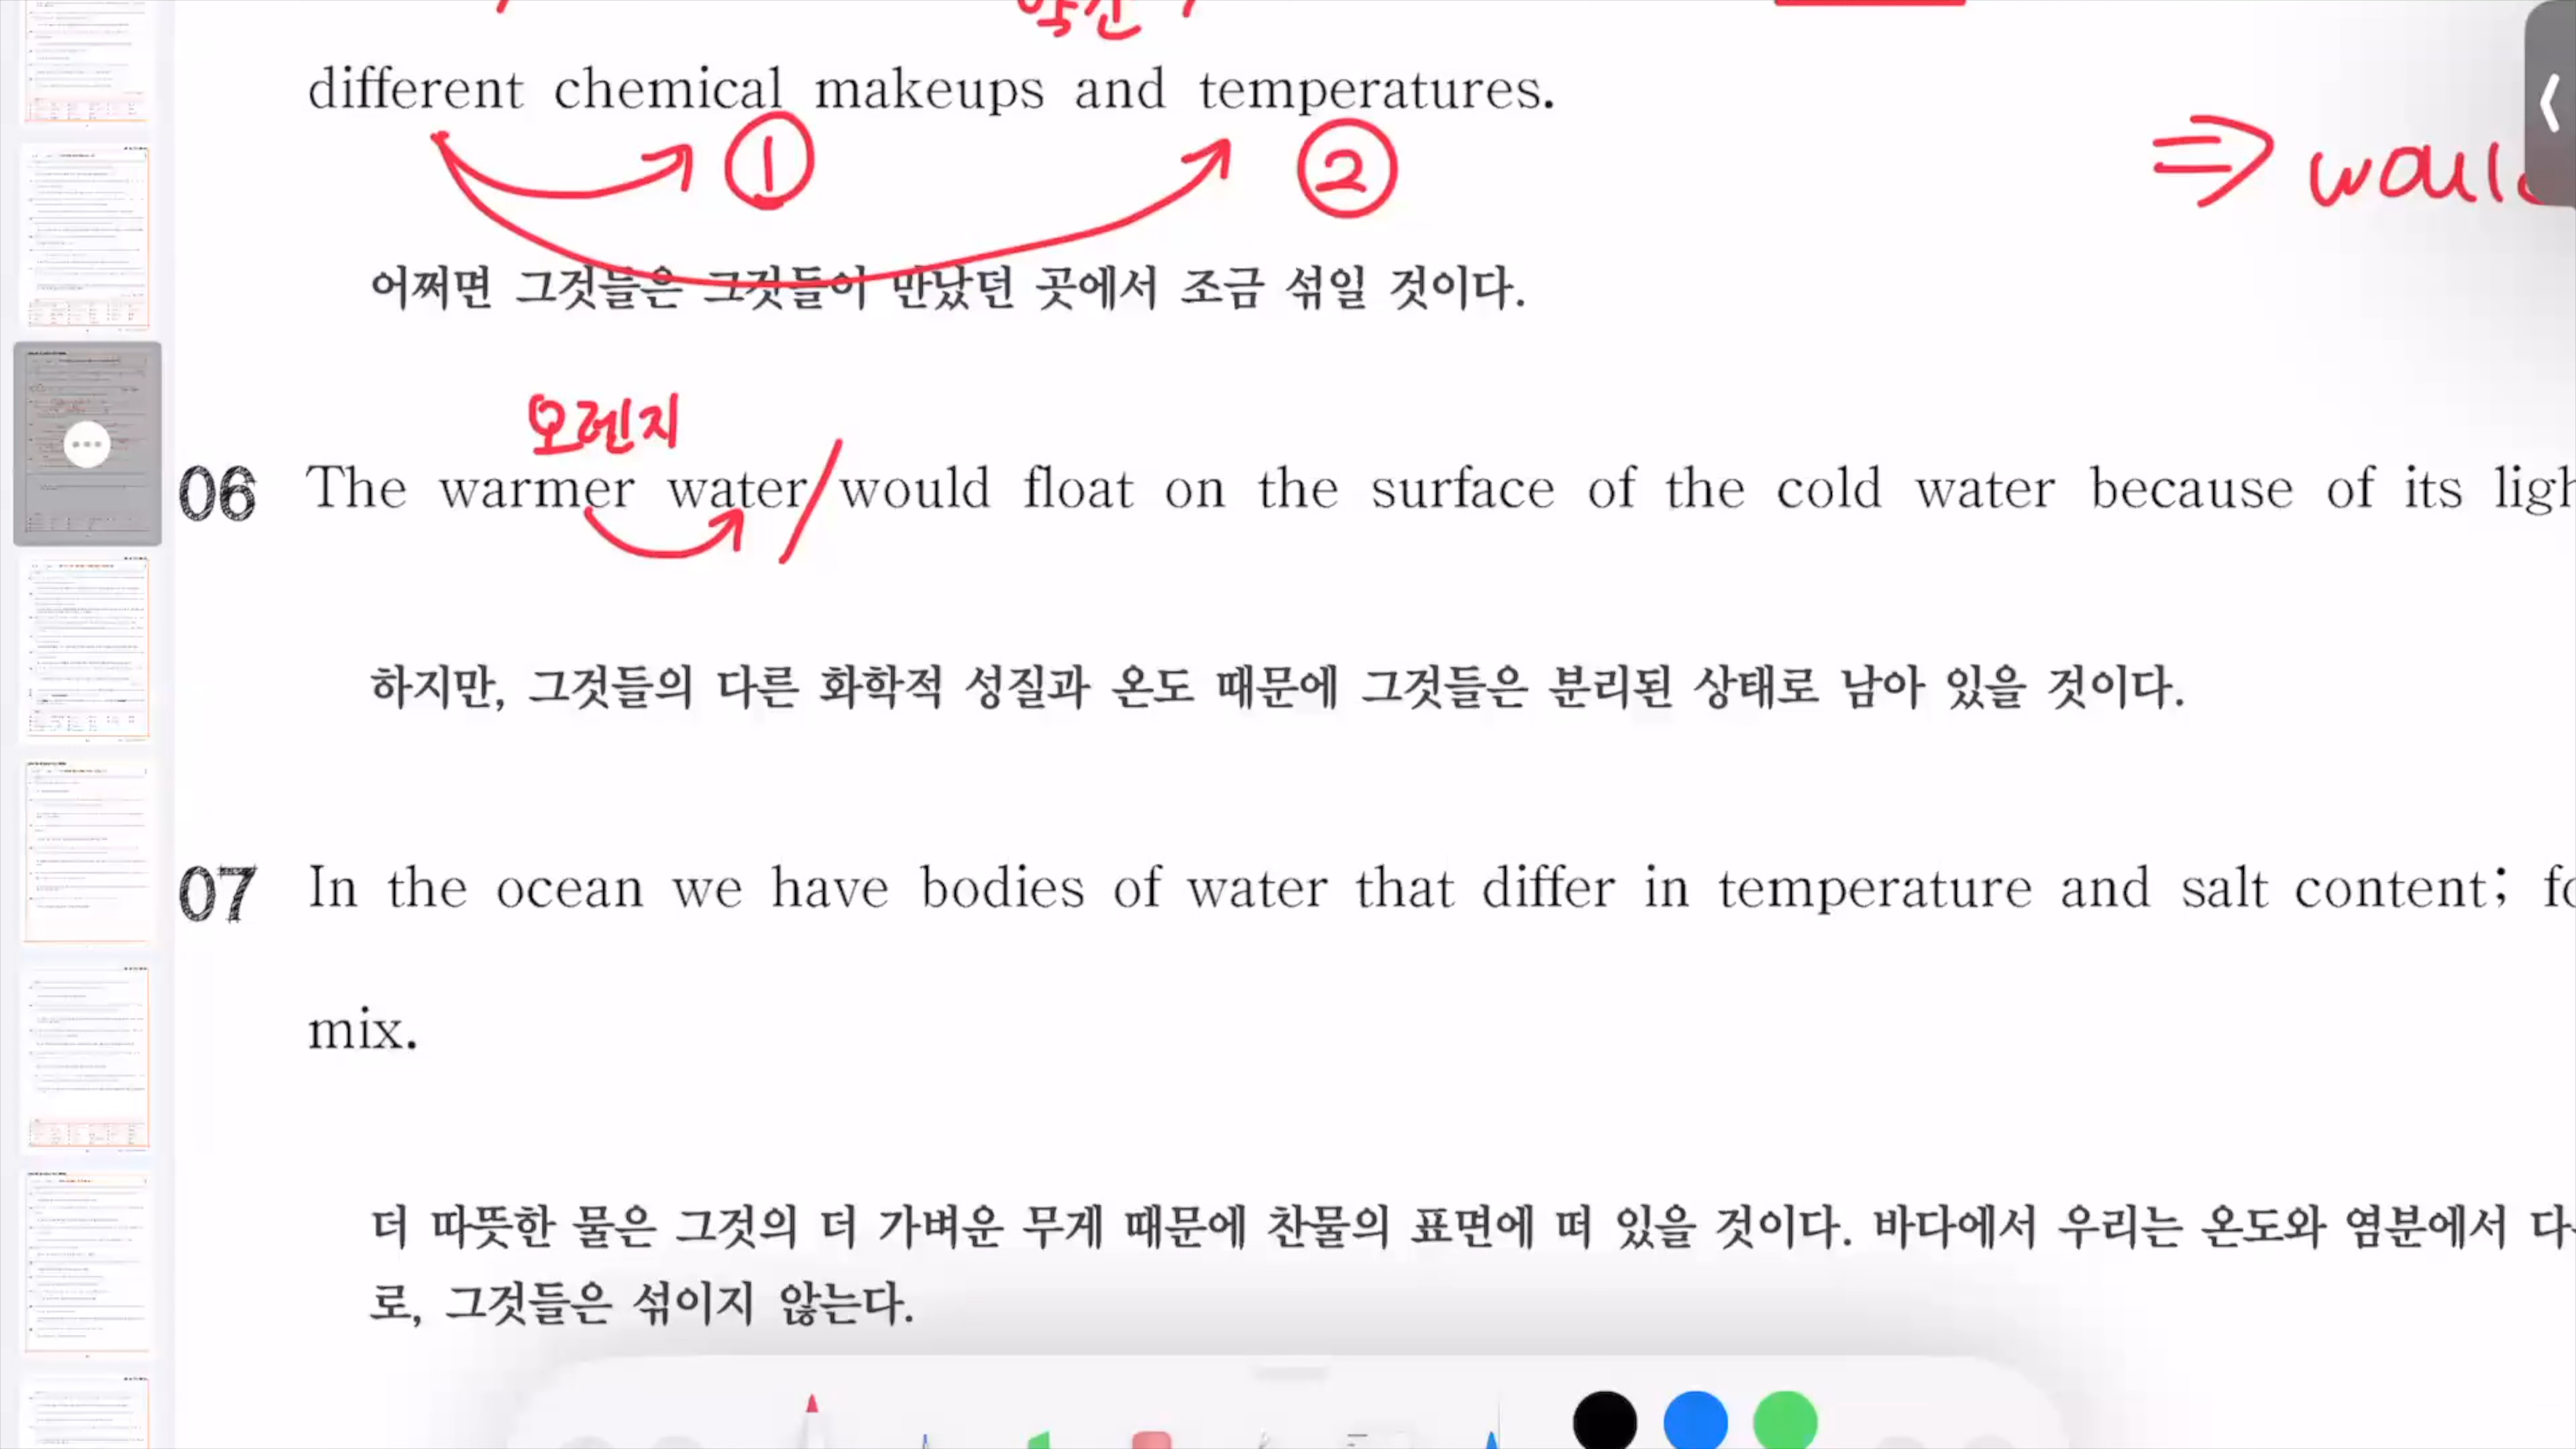 약간
different chemical makeups and temperatures.
① ②
⇒
어쩌면 그것들은 그것들이 만났던 곳에서 조금 섞일 것이다.
오렌지
06 The warmer water / would float on the surface of the cold water because of its
하지만, 그것들의 다른 화학적 성질과 온도 때문에 그것들은 분리된 상태로 남아 있을 것이다.
07 In the ocean we have bodies of water that differ in temperature and salt content;
mix.
더 따뜻한 물은 그것의 더 가벼운 무게 때문에 찬물의 표면에 떠 있을 것이다. 바다에서 우리는 온도와 염분에서
로, 그것들은 섞이지 않는다.